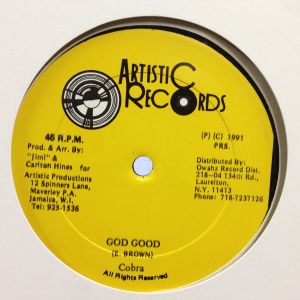 ARTISTIC
RECORDS
45 R.P.M.
Prod. & Arr. By:
"Jimi" &
Carlton Hines for
Artistic Productions
12 Spinners Lane,
Maverley P.A.
Jamaica, W.I.
Tel: 925-1536
(P) (C) 1991
PRS.
Distributed By:
Owahz Record Dist.
218-04 134th Rd.,
Laurelton,
N.Y. 11413
Phone: 718-7237126
GOD GOOD
(E. BROWN)
Cobra
All Rights Reserved